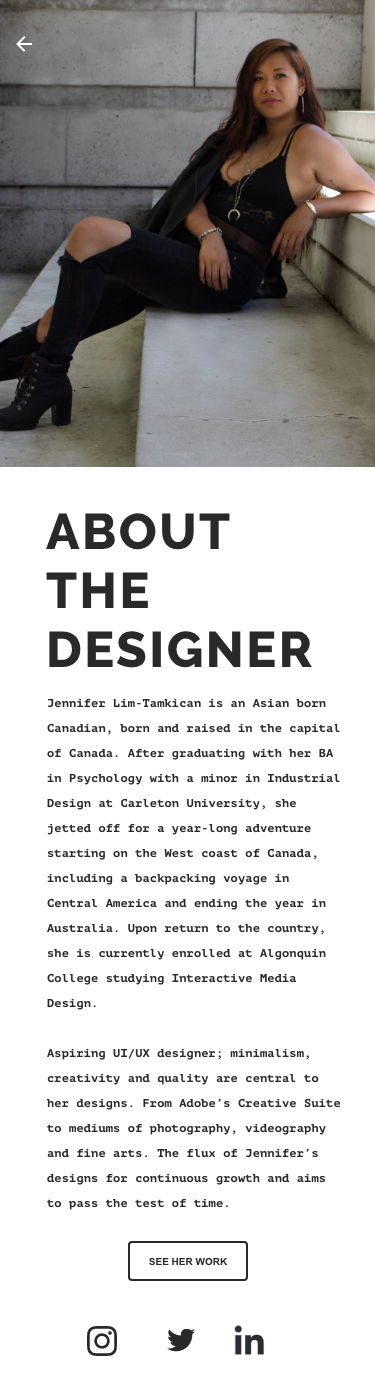 ABOUT
THE
DESIGNER
Jennifer Lim-Tamkican is an Asian born
Canadian, born and raised in the capital
of Canada. After graduating with her BA
in Psychology with a minor in Industrial
Design at Carleton University, she
jetted off for a year-long adventure
starting on the West coast of Canada,
including a backpacking voyage in
Central America and ending the year in
Australia. Upon return to the country,
she is currently enrolled at Algonquin
College studying Interactive Media
Design.
Aspiring UI/UX designer; minimalism,
creativity and quality are central to
her designs. From Adobe's Creative Suite
to mediums of photography, videography
and fine arts. The flux of Jennifer's
designs for continuous growth and aims
to pass the test of time.
SEE HER WORK
in